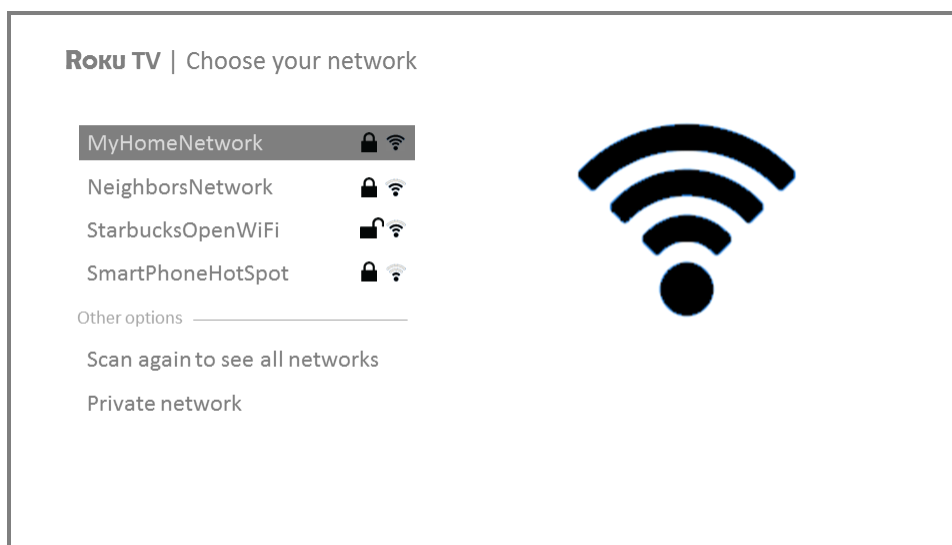 ROKU TV | Choose your network
MyHomeNetwork
NeighborsNetwork
StarbucksOpenWiFi
SmartPhoneHotSpot
Other options
Scan again to see all networks
Private network